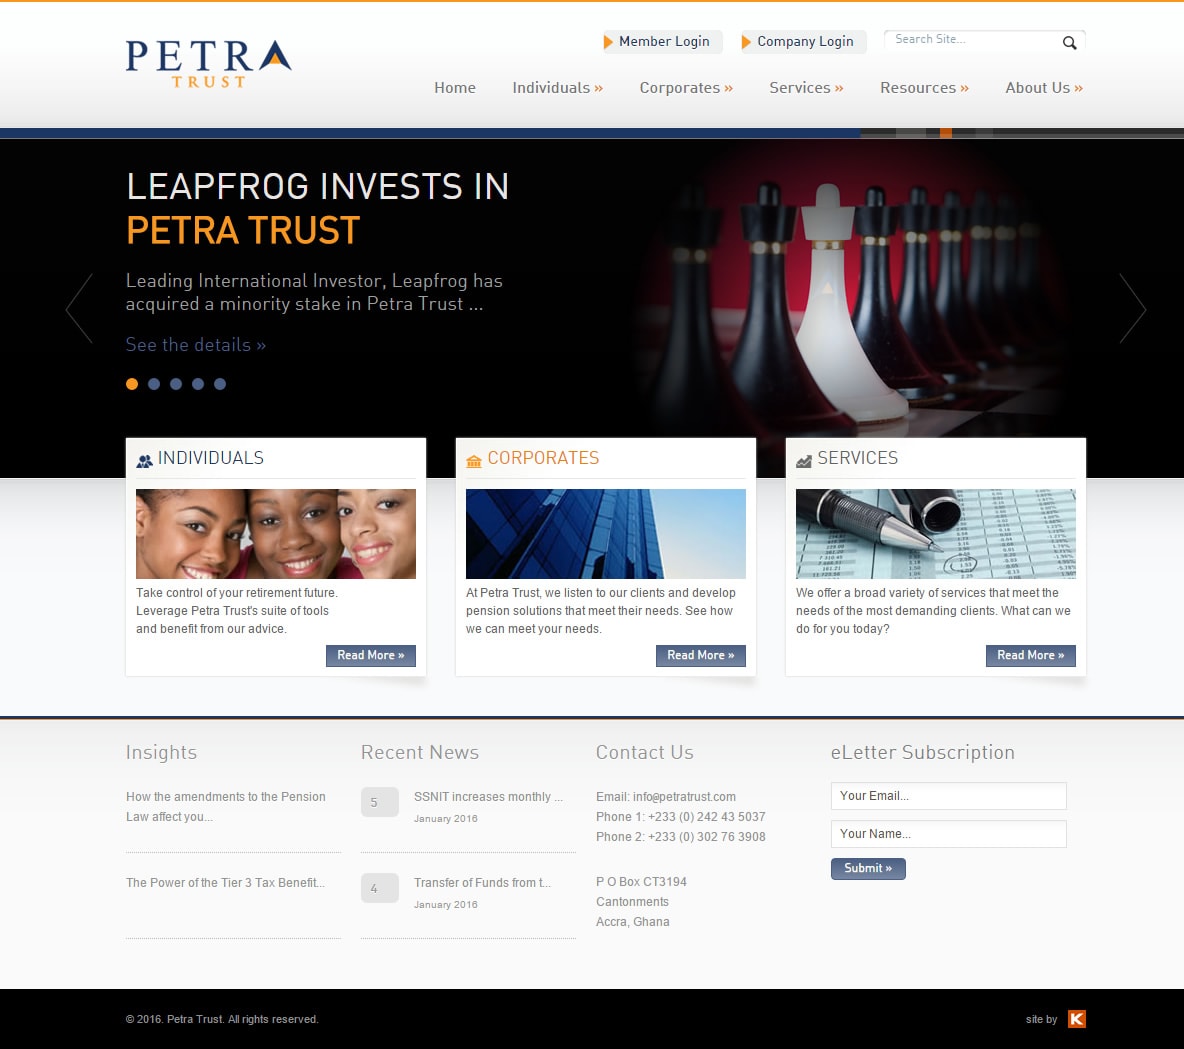 PETRA
TRUST
Member Login
Company Login
Search Site...
Home
Individuals »
Corporates »
Services »
Resources »
About Us »
LEAPFROG INVESTS IN
PETRA TRUST
Leading International Investor, Leapfrog has
acquired a minority stake in Petra Trust ...
See the details »
INDIVIDUALS
Take control of your retirement future.
Leverage Petra Trust's suite of tools
and benefit from our advice.
Read More »
CORPORATES
At Petra Trust, we listen to our clients and develop
pension solutions that meet their needs. See how
we can meet your needs.
Read More »
SERVICES
We offer a broad variety of services that meet the
needs of the most demanding clients. What can we
do for you today?
Read More »
Insights
How the amendments to the Pension
Law affect you...
The Power of the Tier 3 Tax Benefit...
Recent News
5
SSNIT increases monthly ...
January 2016
4
Transfer of Funds from t...
January 2016
Contact Us
Email: info@petratrust.com
Phone 1: +233 (0) 242 43 5037
Phone 2: +233 (0) 302 76 3908
P O Box CT3194
Cantonments
Accra, Ghana
eLetter Subscription
Your Email...
Your Name...
Submit »
© 2016. Petra Trust. All rights reserved.
site by K